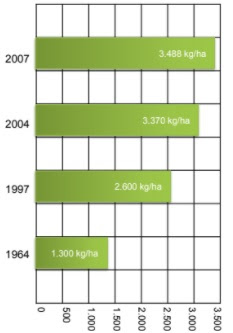 2007 3.488 kg/ha
2004 3.370 kg/ha
1997 2.600 kg/ha
1964 1.300 kg/ha
0 500 1.000 1.500 2.000 2.500 3.000 3.500